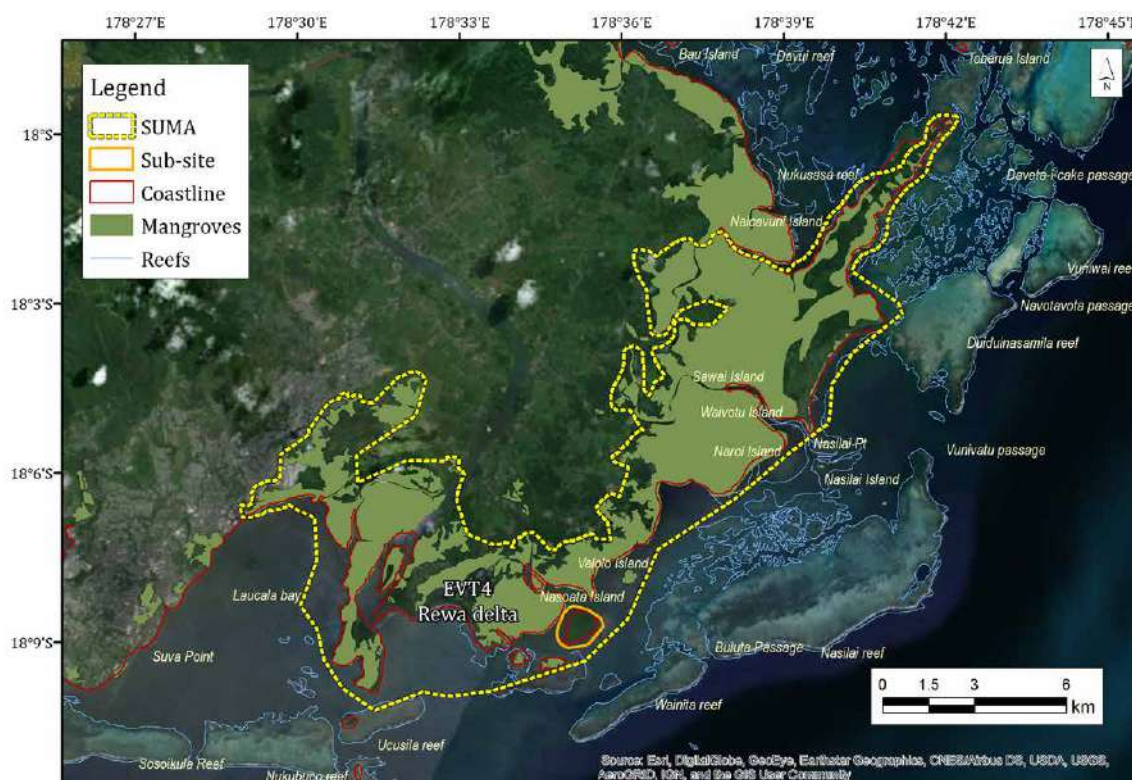 178°27'E
178°30'E
178°33'E
178°36'E
178°39'E
178°42'E
178°45'E
18°S
18°3'S
18°6'S
18°9'S
Legend
SUMA
Sub-site
Coastline
Mangroves
Reefs
N
Bau Island
Davui reef
Toberua Island
Nukusasa reef
Daveta-i-cake passage
Naigavuni Island
Vuniwai reef
Navotavota passage
Duiduinasamila reef
Sawai Island
Waivotu Island
Naroi Island
Nasilai Pt
Vunivatu passage
Nasilai Island
Valolo Island
EVT4
Rewa delta
Nasoata Island
Laucala bay
Suva Point
Buluta Passage
Nasilai reef
Wainita reef
Ucusila reef
Sosoikula Reef
Nukubuco reef
0 1.5 3 6
km
Source: Esri, DigitalGlobe, GeoEye, Earthstar Geographics, CNES/Airbus DS, USDA, USGS,
AeroGRID, IGN, and the GIS User Community